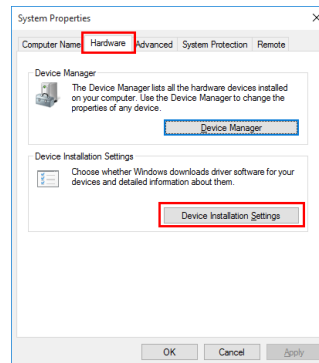 System Properties
Computer Name Hardware Advanced System Protection Remote
Device Manager
The Device Manager lists all the hardware devices installed
on your computer. Use the Device Manager to change the
properties of any device.
Device Manager
Device Installation Settings
Choose whether Windows downloads driver software for your
devices and detailed information about them.
Device Installation Settings
OK Cancel Apply